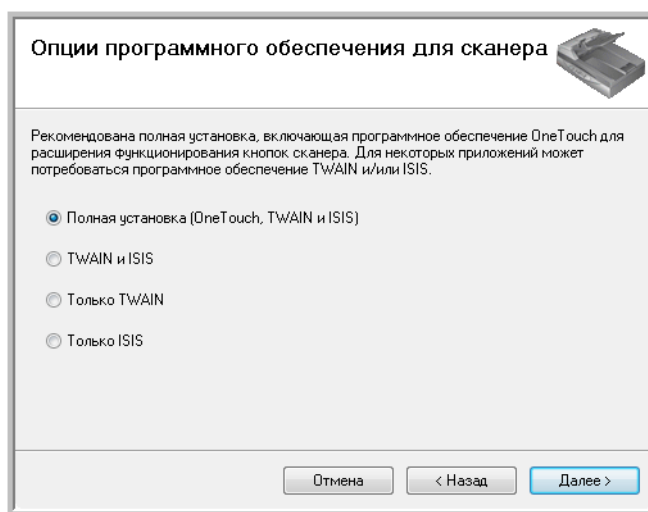 Опции программного обеспечения для сканера
Рекомендована полная установка, включающая программное обеспечение OneTouch для
расширения функционирования кнопок сканера. Для некоторых приложений может
потребоваться программное обеспечение TWAIN и/или ISIS.
Полная установка (OneTouch, TWAIN и ISIS)
TWAIN и ISIS
Только TWAIN
Только ISIS
Отмена
< Назад
Далее >